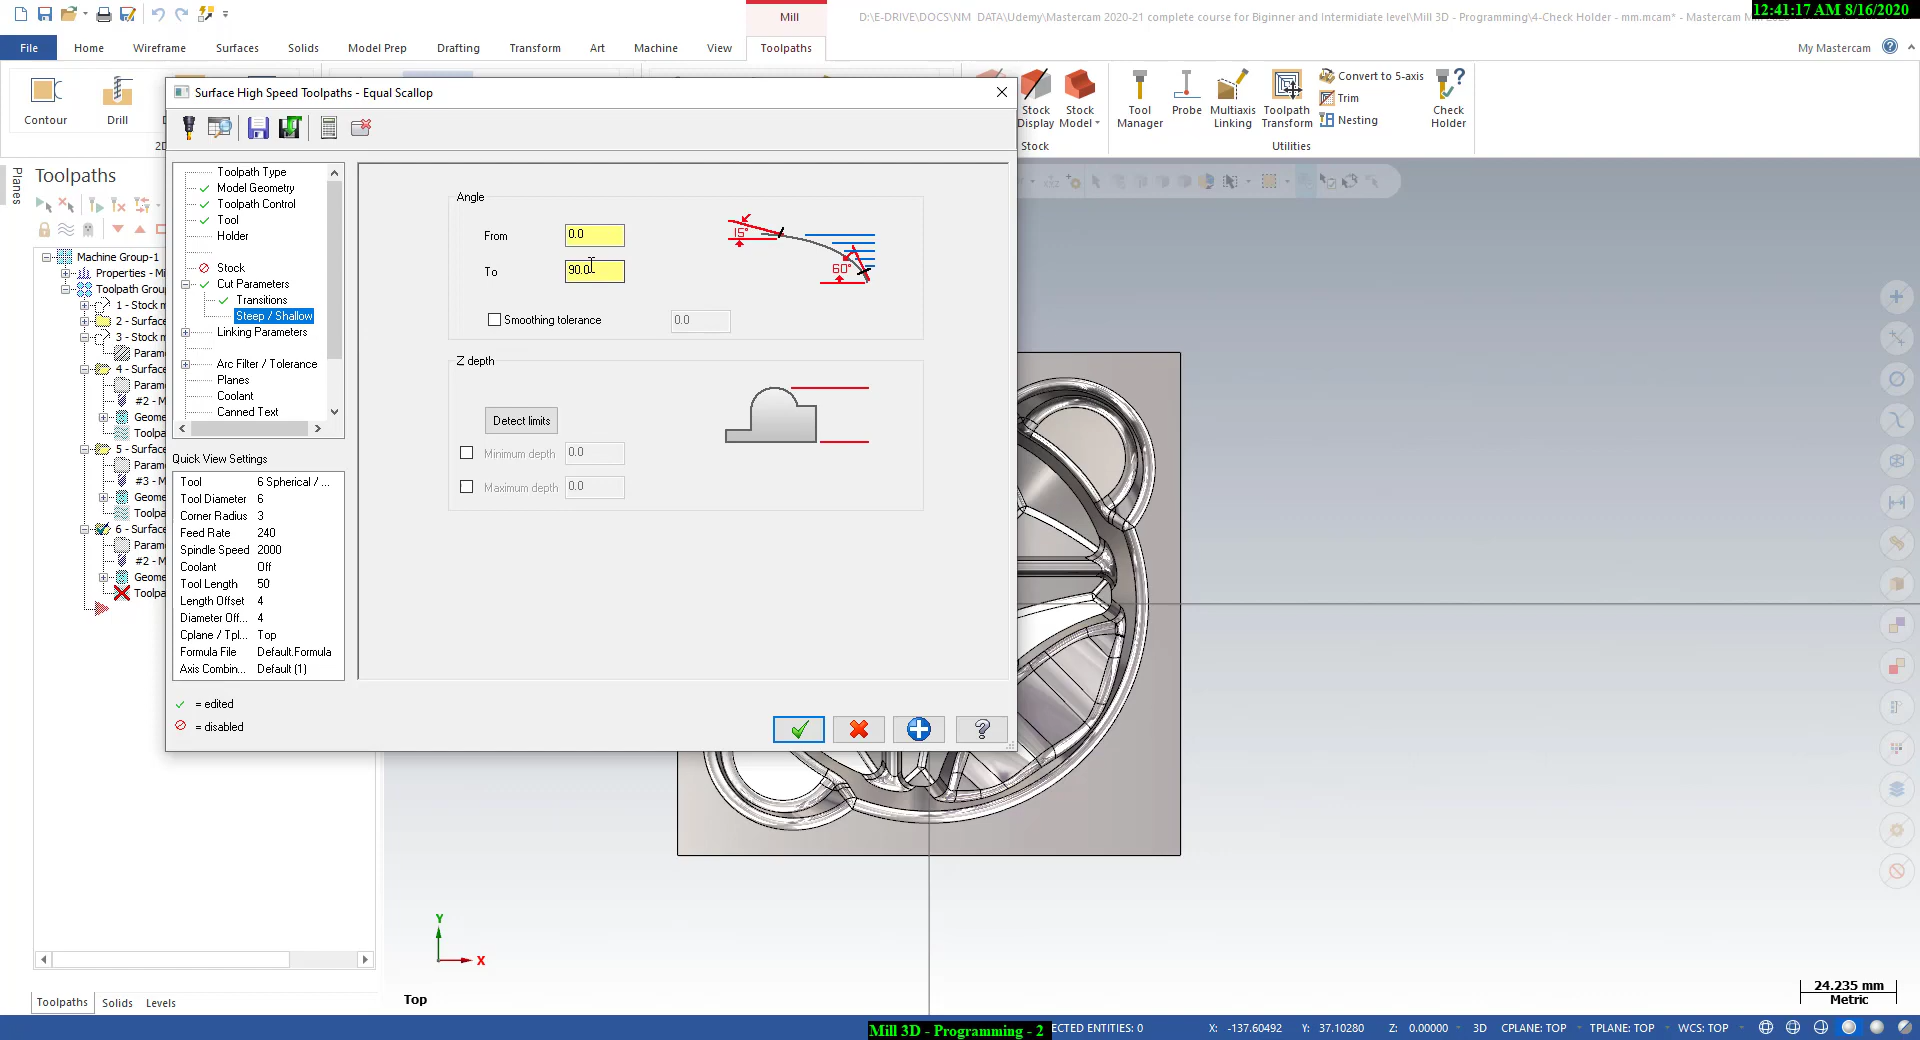 Mill
D:\E-DRIVE\DOCS\NM DATA\Udemy\Mastercam 2020-21 complete course for Biginner and Intermidiate level\Mill 3D - Programming\4-Check Holder - mm.mcam* - Mastercam
12:41:17 AM 8/16/2020
File
Home
Wireframe
Surfaces
Solids
Model Prep
Drafting
Transform
Art
Machine
View
Toolpaths
My Mastercam
Contour
Drill
2D
Stock
Display
Stock
Model
Stock
Tool
Manager
Probe
Multiaxis
Linking
Toolpath
Transform
Convert to 5-axis
Trim
Nesting
Check
Holder
Utilities
Surface High Speed Toolpaths - Equal Scallop
Planes
Toolpaths
Machine Group-1
Properties - Mi
Toolpath Grou
1 - Stock m
2 - Surface
3 - Stock m
Param
4 - Surface
Param
#2 - M
Geome
Toolpa
5 - Surface
Param
#3 - M
Geome
Toolpa
6 - Surface
Param
#2 - M
Geome
Toolpa
Toolpath Type
Model Geometry
Toolpath Control
Tool
Holder
Stock
Cut Parameters
Transitions
Steep / Shallow
Linking Parameters
Arc Filter / Tolerance
Planes
Coolant
Canned Text
Quick View Settings
Tool 6 Spherical / ...
Tool Diameter 6
Corner Radius 3
Feed Rate 240
Spindle Speed 2000
Coolant Off
Tool Length 50
Length Offset 4
Diameter Off... 4
Cplane / Tpl... Top
Formula File Default.Formula
Axis Combin... Default (1)
= edited
= disabled
Angle
From 0.0
To 90.0
15°
60°
Smoothing tolerance 0.0
Z depth
Detect limits
Minimum depth 0.0
Maximum depth 0.0
Y
X
Top
24.235 mm
Metric
Toolpaths
Solids
Levels
Mill 3D - Programming - 2
ECTED ENTITIES: 0
X: -137.60492
Y: 37.10280
Z: 0.00000
3D
CPLANE: TOP
TPLANE: TOP
WCS: TOP